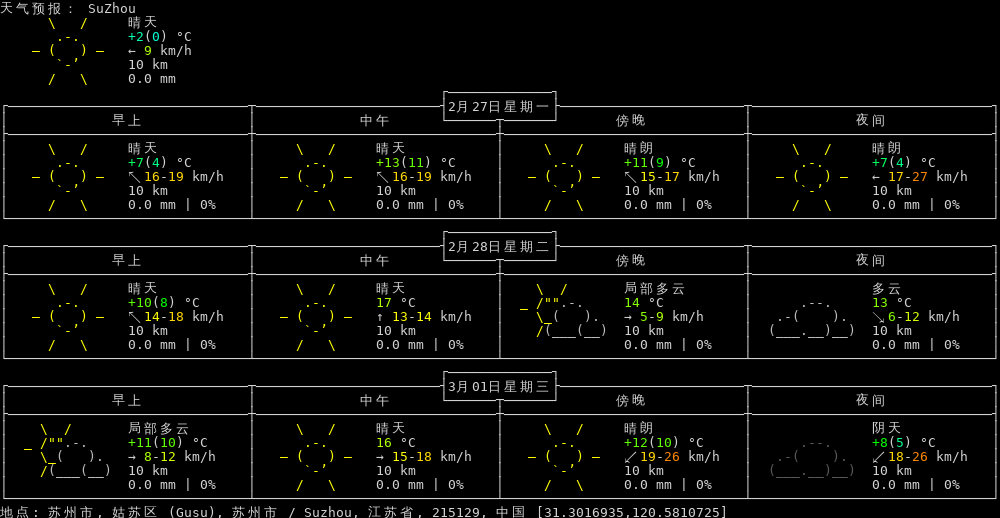 天气预报: SuZhou
晴天
+2(0) °C
← 9 km/h
10 km
0.0 mm
2月27日星期一
早上 中午 傍晚 夜间
晴天 晴天 晴朗 晴朗
+7(4) °C +13(11) °C +11(9) °C +7(4) °C
↖ 16-19 km/h ↖ 16-19 km/h ↖ 15-17 km/h ← 17-27 km/h
10 km 10 km 10 km 10 km
0.0 mm | 0% 0.0 mm | 0% 0.0 mm | 0% 0.0 mm | 0%
2月28日星期二
早上 中午 傍晚 夜间
晴天 晴天 局部多云 多云
+10(8) °C 17 °C 14 °C 13 °C
↖ 14-18 km/h ↑ 13-14 km/h → 5-9 km/h ↘ 6-12 km/h
10 km 10 km 10 km 10 km
0.0 mm | 0% 0.0 mm | 0% 0.0 mm | 0% 0.0 mm | 0%
3月01日星期三
早上 中午 傍晚 夜间
局部多云 晴天 晴朗 阴天
+11(10) °C 16 °C +12(10) °C +8(5) °C
→ 8-12 km/h → 15-18 km/h ↙ 19-26 km/h ↙ 18-26 km/h
10 km 10 km 10 km 10 km
0.0 mm | 0% 0.0 mm | 0% 0.0 mm | 0% 0.0 mm | 0%
地点: 苏州市, 姑苏区 (Gusu), 苏州市 / Suzhou, 江苏省, 215129, 中国 [31.3016935,120.5810725]